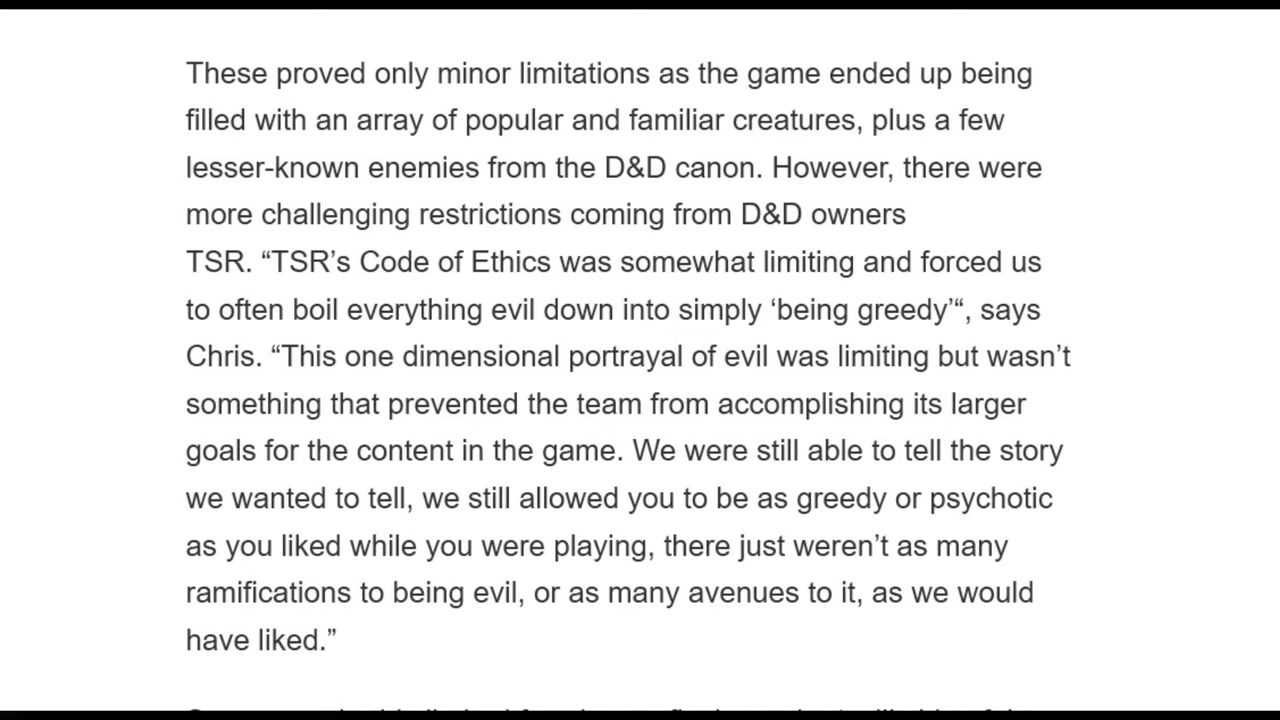 These proved only minor limitations as the game ended up being
filled with an array of popular and familiar creatures, plus a few
lesser-known enemies from the D&D canon. However, there were
more challenging restrictions coming from D&D owners
TSR. “TSR’s Code of Ethics was somewhat limiting and forced us
to often boil everything evil down into simply ‘being greedy’“, says
Chris. “This one dimensional portrayal of evil was limiting but wasn’t
something that prevented the team from accomplishing its larger
goals for the content in the game. We were still able to tell the story
we wanted to tell, we still allowed you to be as greedy or psychotic
as you liked while you were playing, there just weren’t as many
ramifications to being evil, or as many avenues to it, as we would
have liked.”